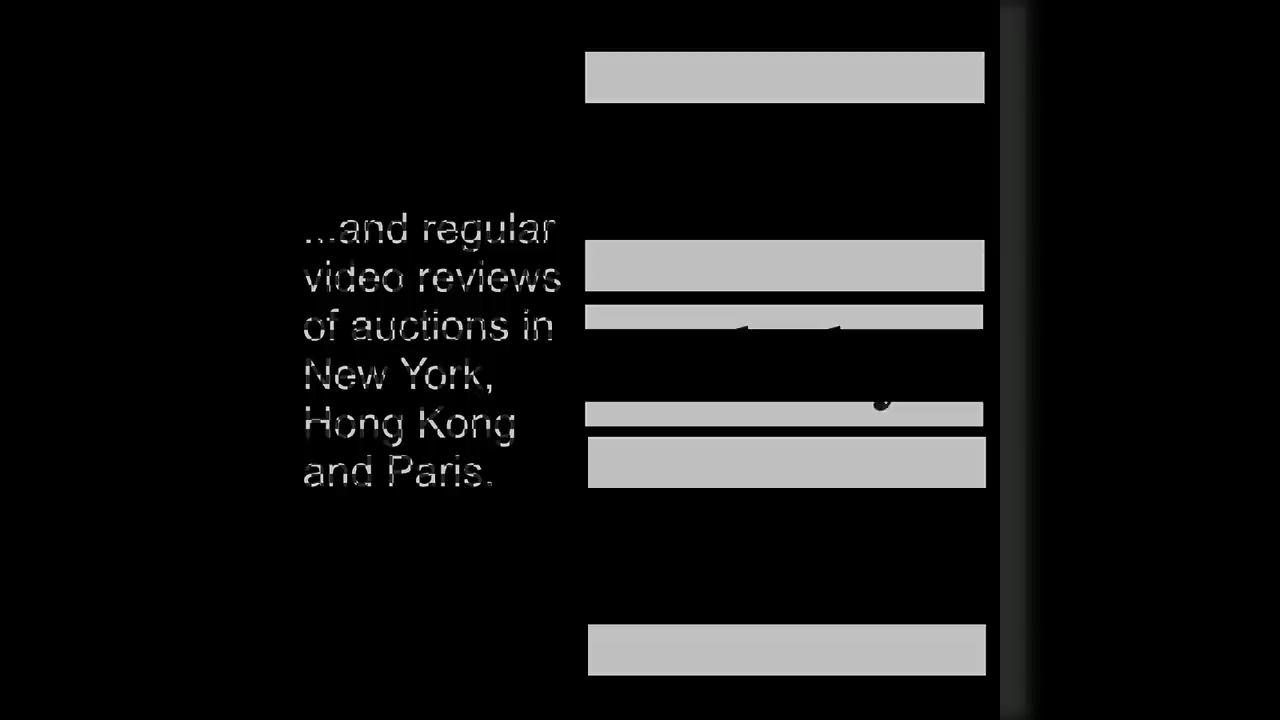 ...and regular
video reviews
of auctions in
New York,
Hong Kong
and Paris.